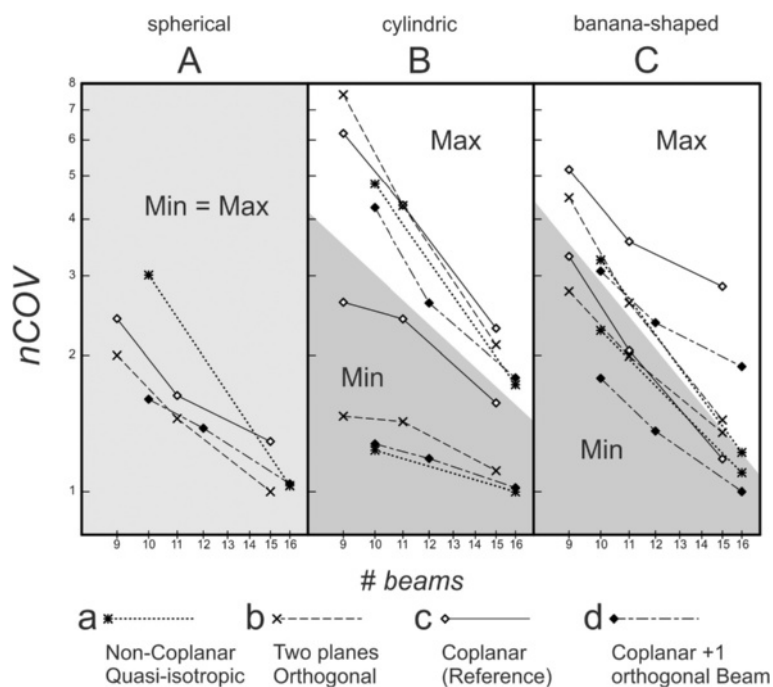 spherical cylindric banana-shaped
A B C
8
7
6
5
4
3
2
1
nCOV
Min = Max
Max
Min
Max
Min
9 10 11 12 13 14 15 16 9 10 11 12 13 14 15 16 9 10 11 12 13 14 15 16
# beams
a b c d
Non-Coplanar Two planes Coplanar Coplanar +1
Quasi-isotropic Orthogonal (Reference) orthogonal Beam